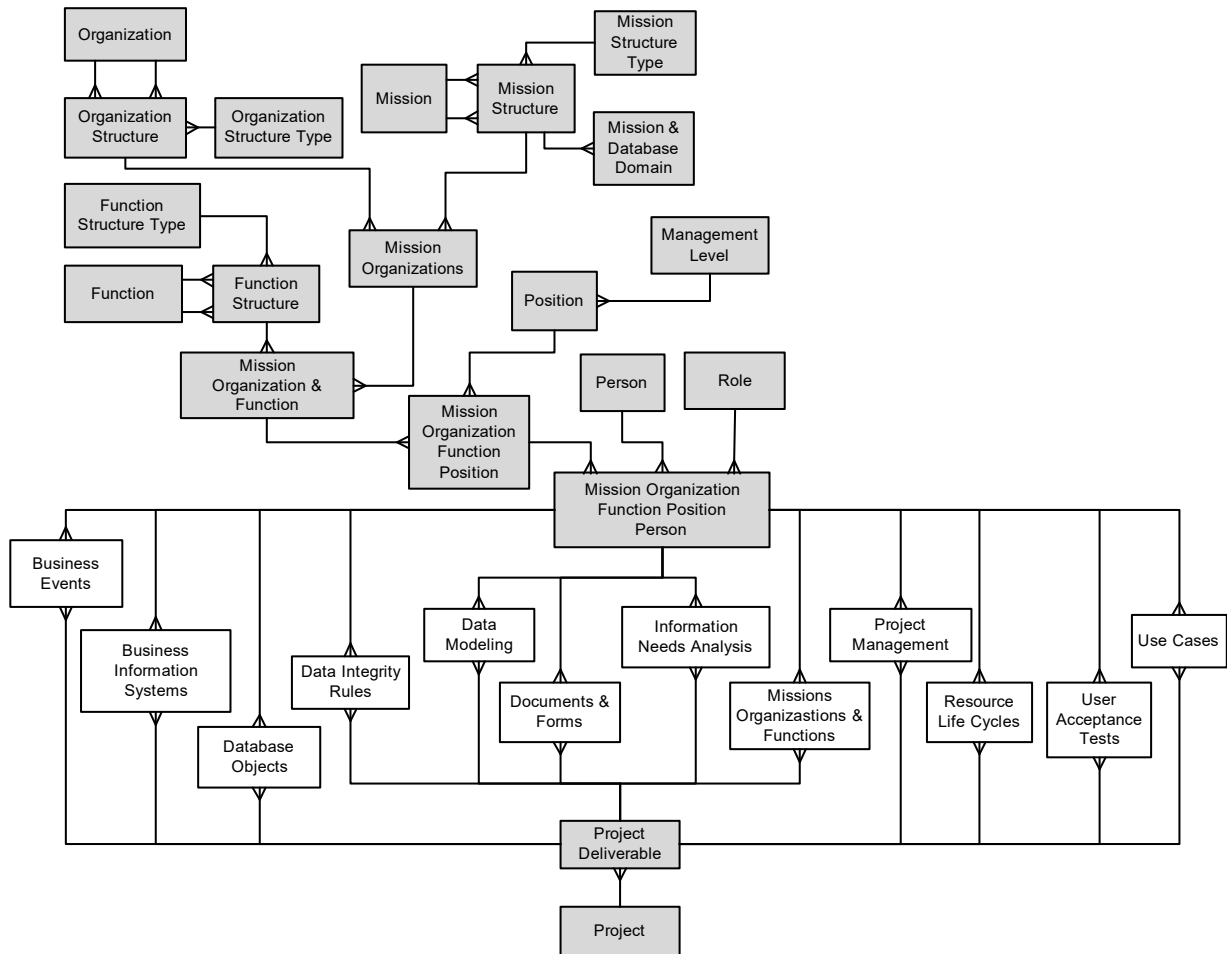 Organization
Mission
Structure
Type
Mission
Mission
Structure
Organization
Structure
Organization
Structure Type
Mission &
Database
Domain
Function
Structure Type
Mission
Organizations
Management
Level
Function
Function
Structure
Position
Mission
Organization &
Function
Person
Role
Mission
Organization
Function
Position
Mission Organization
Function Position
Person
Business
Events
Business
Information
Systems
Database
Objects
Data Integrity
Rules
Data
Modeling
Documents &
Forms
Information
Needs Analysis
Missions
Organizastions &
Functions
Project
Management
Resource
Life Cycles
User
Acceptance
Tests
Use Cases
Project
Deliverable
Project